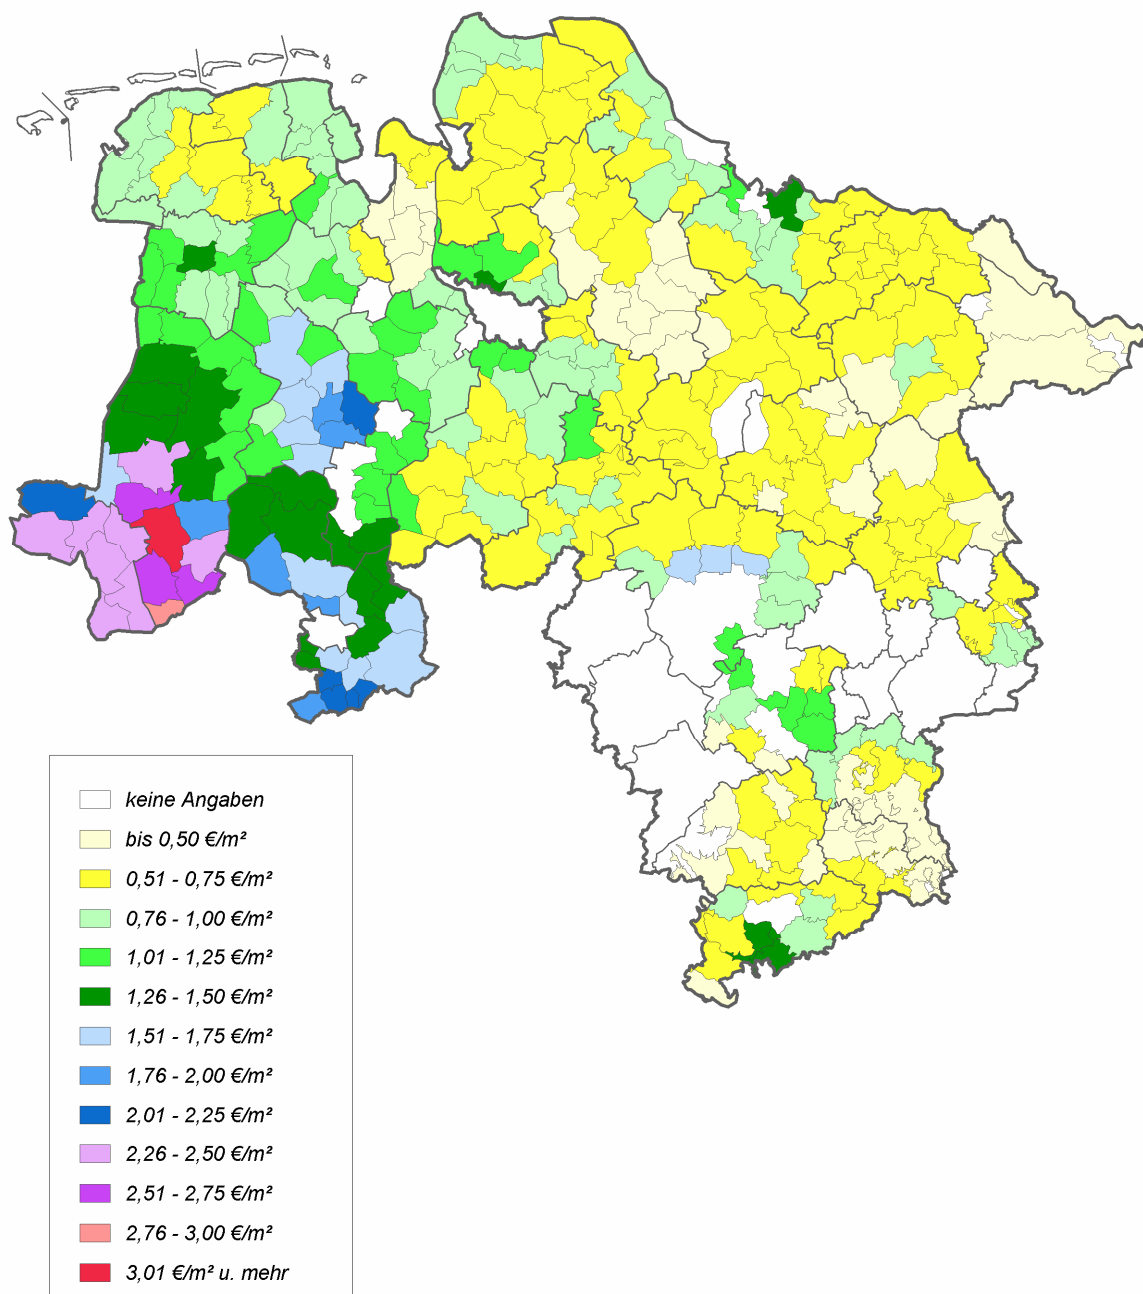 keine Angaben
bis 0,50 €/m²
0,51 - 0,75 €/m²
0,76 - 1,00 €/m²
1,01 - 1,25 €/m²
1,26 - 1,50 €/m²
1,51 - 1,75 €/m²
1,76 - 2,00 €/m²
2,01 - 2,25 €/m²
2,26 - 2,50 €/m²
2,51 - 2,75 €/m²
2,76 - 3,00 €/m²
3,01 €/m² u. mehr